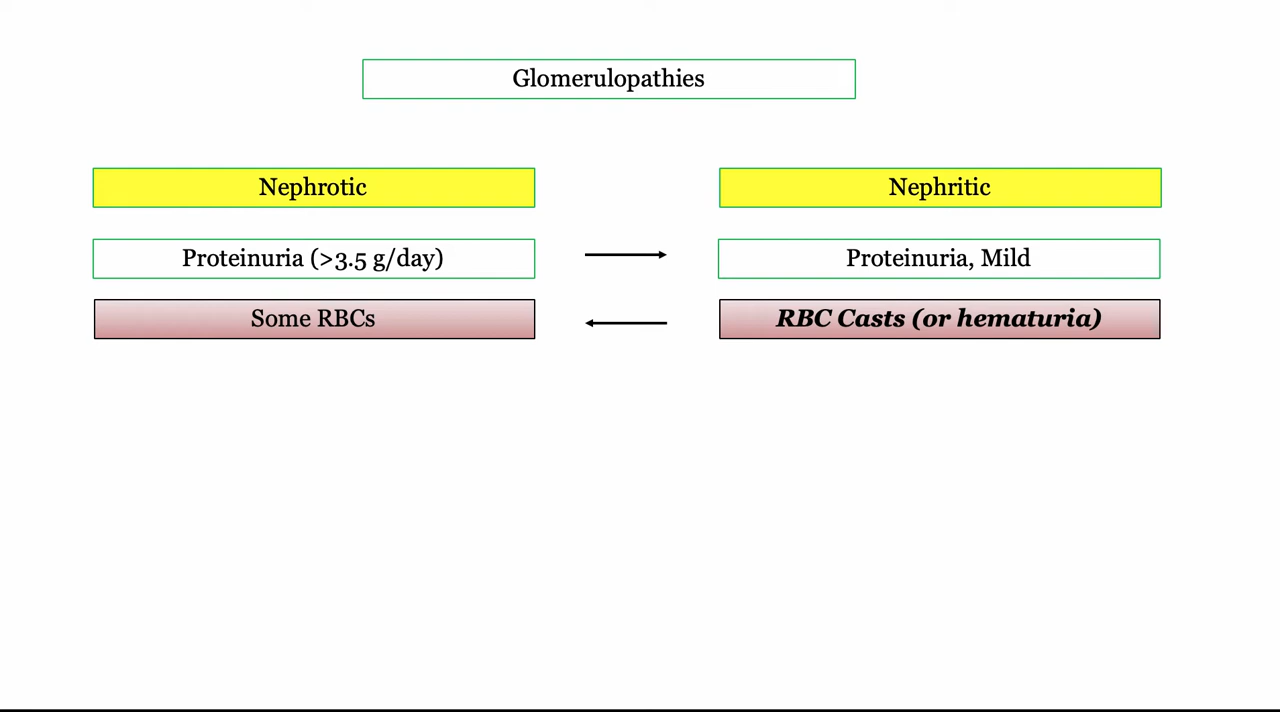 Glomerulopathies
Nephrotic
Nephritic
Proteinuria (>3.5 g/day)
Proteinuria, Mild
Some RBCs
RBC Casts (or hematuria)